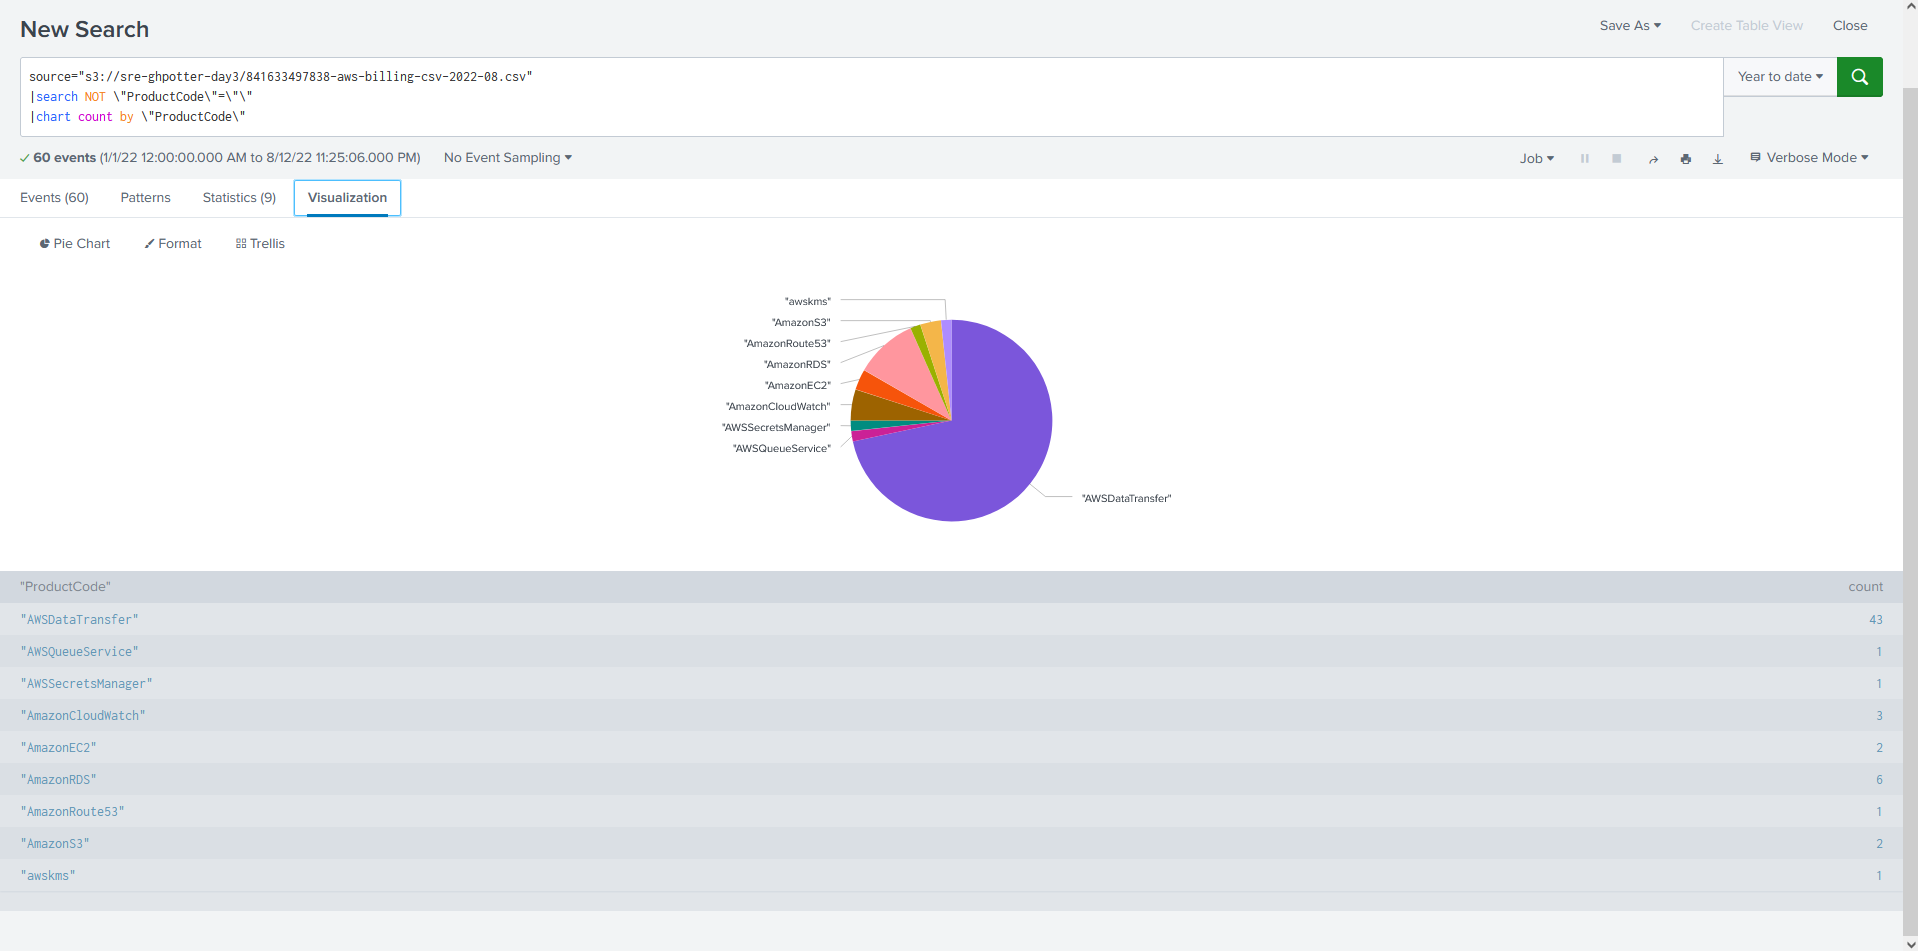 New Search
Save As
Create Table View
Close
source="s3://sre-ghpotter-day3/841633497838-aws-billing-csv-2022-08.csv"
|search NOT \"ProductCode\"=\"\"
|chart count by \"ProductCode\"
Year to date
60 events (1/1/22 12:00:00.000 AM to 8/12/22 11:25:06.000 PM)
No Event Sampling
Job
Verbose Mode
Events (60)
Patterns
Statistics (9)
Visualization
Pie Chart
Format
Trellis
"awskms"
"AmazonS3"
"AmazonRoute53"
"AmazonRDS"
"AmazonEC2"
"AmazonCloudWatch"
"AWSSecretsManager"
"AWSQueueService"
"AWSDataTransfer"
"ProductCode" count
"AWSDataTransfer" 43
"AWSQueueService" 1
"AWSSecretsManager" 1
"AmazonCloudWatch" 3
"AmazonEC2" 2
"AmazonRDS" 6
"AmazonRoute53" 1
"AmazonS3" 2
"awskms" 1